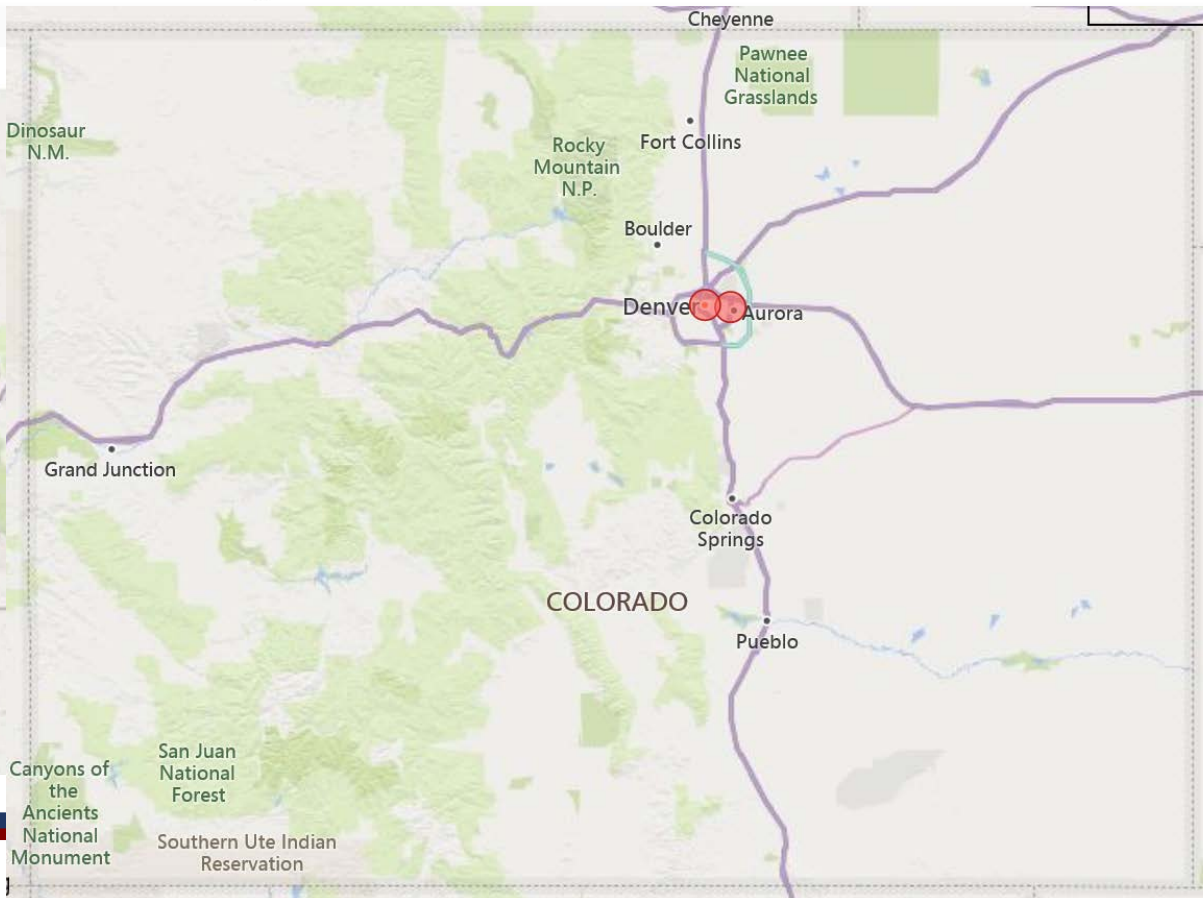 Cheyenne
Pawnee
National
Grasslands
Dinosaur
N.M.
Fort Collins
Rocky
Mountain
N.P.
Boulder
Denver
Aurora
Grand Junction
Colorado
Springs
COLORADO
Pueblo
San Juan
National
Forest
Canyons of
the
Ancients
National
Monument
Southern Ute Indian
Reservation